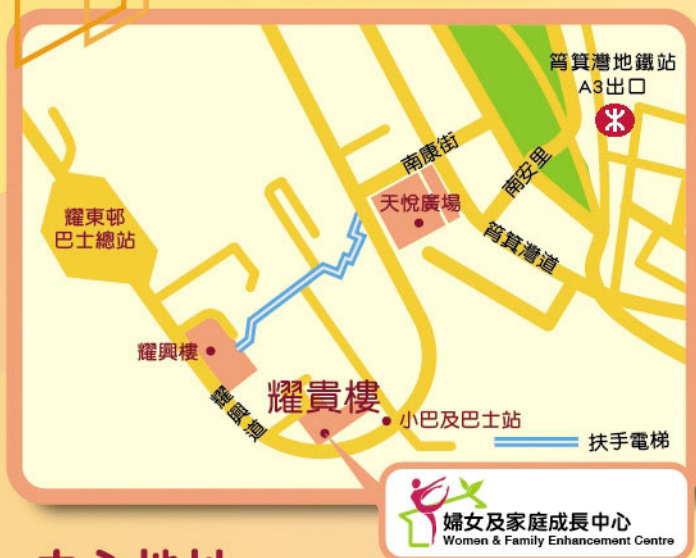 筲箕灣地鐵站
A3出口
南康街
南安里
天悅廣場
筲箕灣道
耀東邨
巴士總站
耀興樓
耀興道
耀貴樓
小巴及巴士站
扶手電梯
婦女及家庭成長中心
Women & Family Enhancement Centre